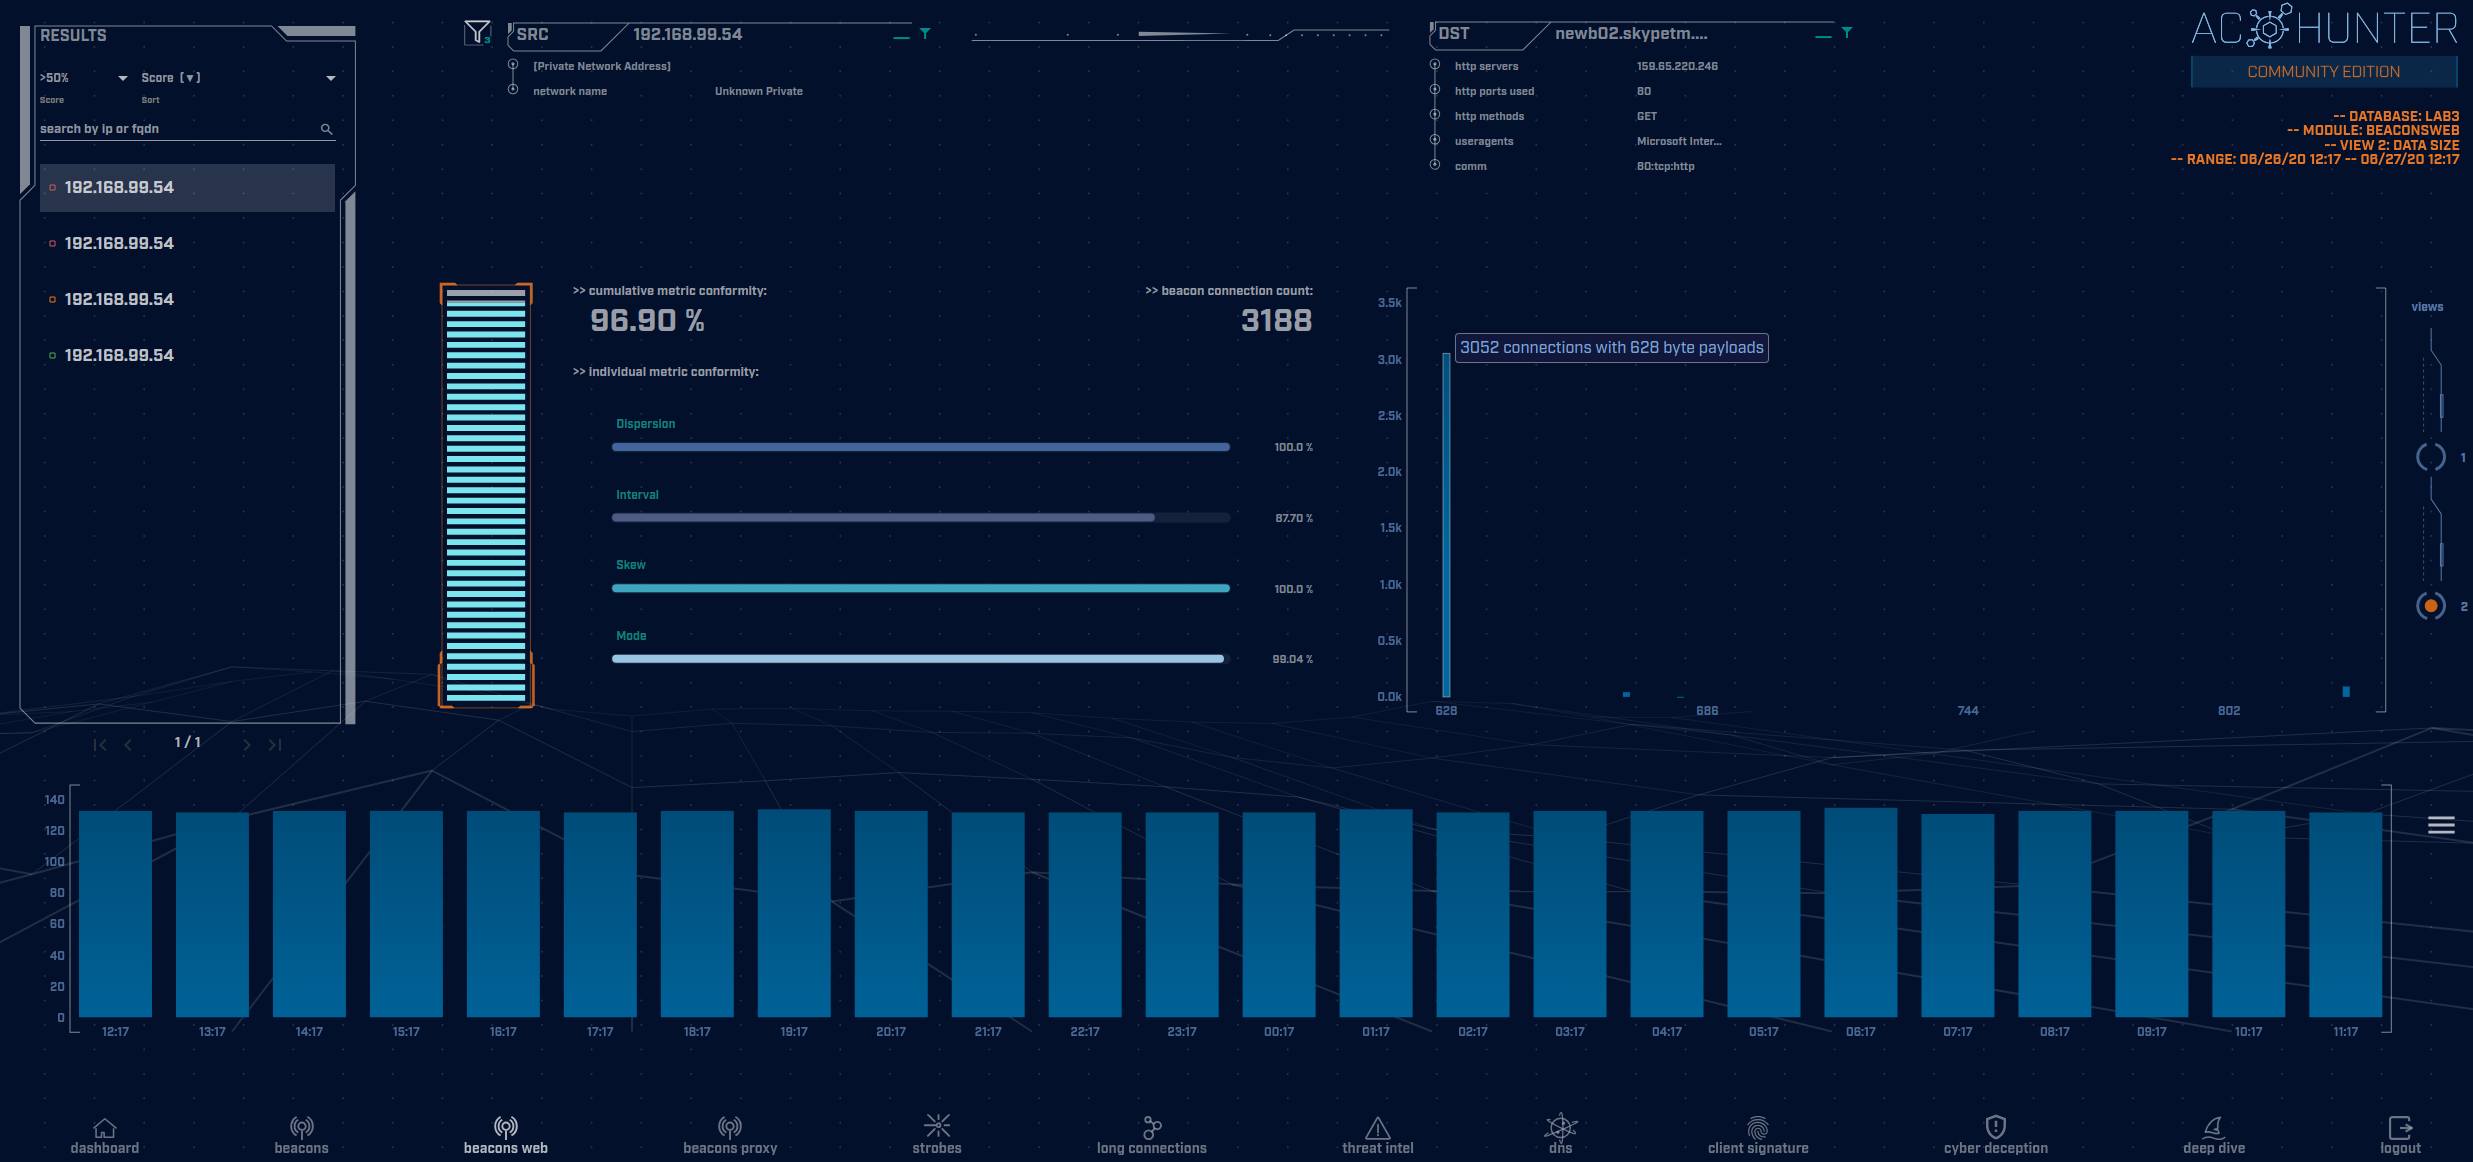 RESULTS
>50%
Score [▼]
Score
Sort
search by ip or fqdn
192.168.99.54
192.168.99.54
192.168.99.54
192.168.99.54
1 / 1
3
SRC
192.168.99.54
[Private Network Address]
network name
Unknown Private
DST
newb02.skypetm....
http servers
159.65.220.246
http ports used
80
http methods
GET
useragents
Microsoft Inter...
comm
80:tcp:http
AC HUNTER
COMMUNITY EDITION
-- DATABASE: LAB3
-- MODULE: BEACONSWEB
-- VIEW 2: DATA SIZE
-- RANGE: 06/26/20 12:17 -- 06/27/20 12:17
>> cumulative metric conformity:
96.90 %
>> beacon connection count:
3188
>> individual metric conformity:
Dispersion
100.0 %
Interval
87.70 %
Skew
100.0 %
Mode
99.04 %
3.5k
3.0k
2.5k
2.0k
1.5k
1.0k
0.5k
0.0k
3052 connections with 628 byte payloads
628
686
744
802
views
1
2
140
120
100
80
60
40
20
0
12:17
13:17
14:17
15:17
16:17
17:17
18:17
19:17
20:17
21:17
22:17
23:17
00:17
01:17
02:17
03:17
04:17
05:17
06:17
07:17
08:17
09:17
10:17
11:17
dashboard
beacons
beacons web
beacons proxy
strobes
long connections
threat intel
dns
client signature
cyber deception
deep dive
logout